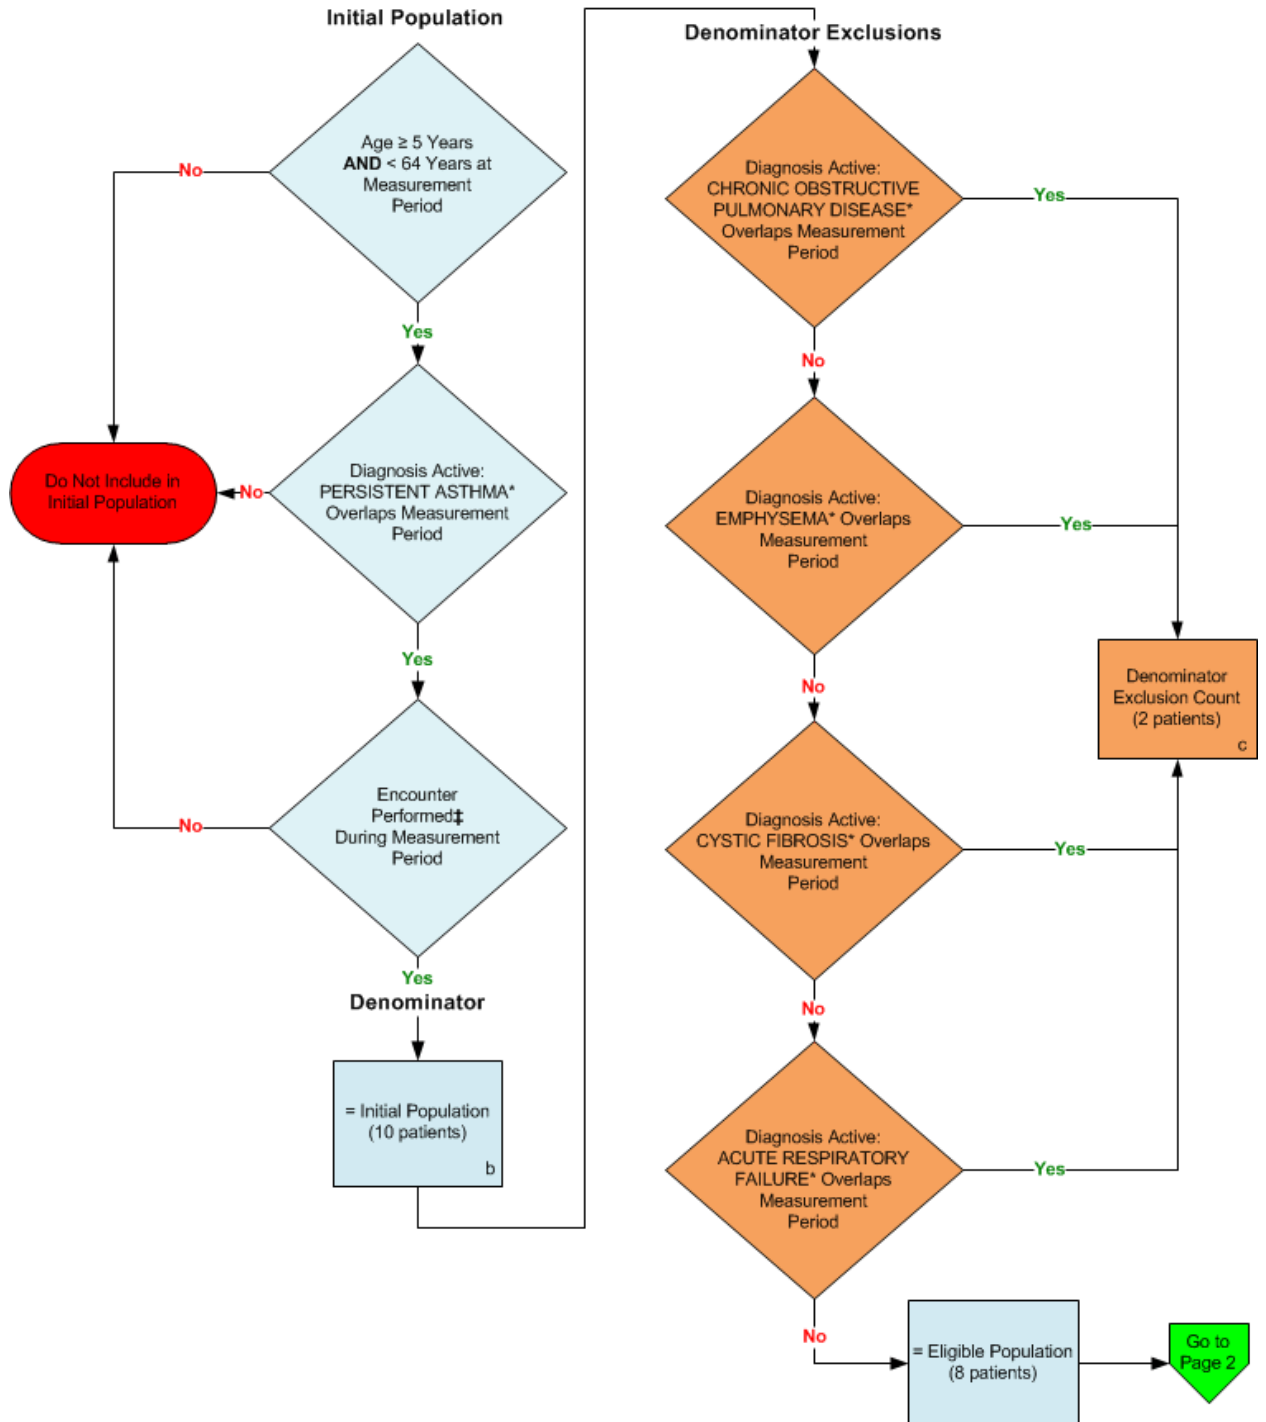 Initial Population
Age ≥ 5 Years
AND < 64 Years at
Measurement
Period
No
Yes
Diagnosis Active:
PERSISTENT ASTHMA*
Overlaps Measurement
Period
No
Do Not Include in
Initial Population
Yes
Encounter
Performed‡
During Measurement
Period
No
Yes
Denominator
= Initial Population
(10 patients)
b
Denominator Exclusions
Diagnosis Active:
CHRONIC OBSTRUCTIVE
PULMONARY DISEASE*
Overlaps Measurement
Period
Yes
No
Diagnosis Active:
EMPHYSEMA* Overlaps
Measurement
Period
Yes
No
Denominator
Exclusion Count
(2 patients)
c
Diagnosis Active:
CYSTIC FIBROSIS* Overlaps
Measurement
Period
Yes
No
Diagnosis Active:
ACUTE RESPIRATORY
FAILURE* Overlaps
Measurement
Period
Yes
No
= Eligible Population
(8 patients)
Go to
Page 2